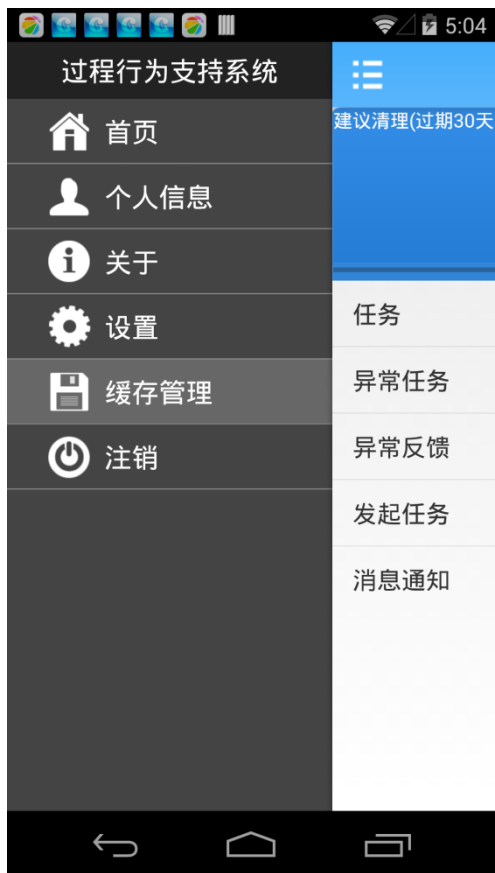 5:04
过程行为支持系统
首页
个人信息
关于
设置
缓存管理
注销
建议清理(过期30天
任务
异常任务
异常反馈
发起任务
消息通知